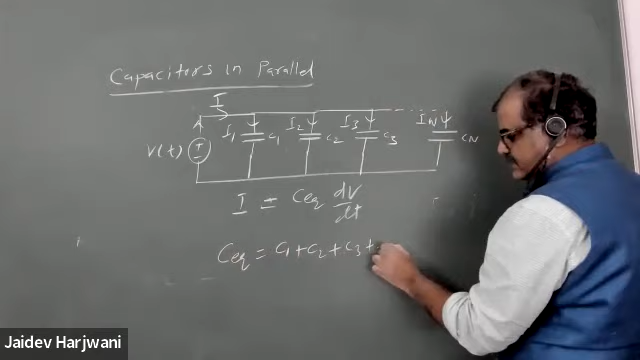 Capacitors in Parallel
I
V(t) I1 C1 I2 C2 I3 C3 IN CN
I = Ceq dV/dt
Ceq = C1 + C2 + C3 +
Jaidev Harjwani